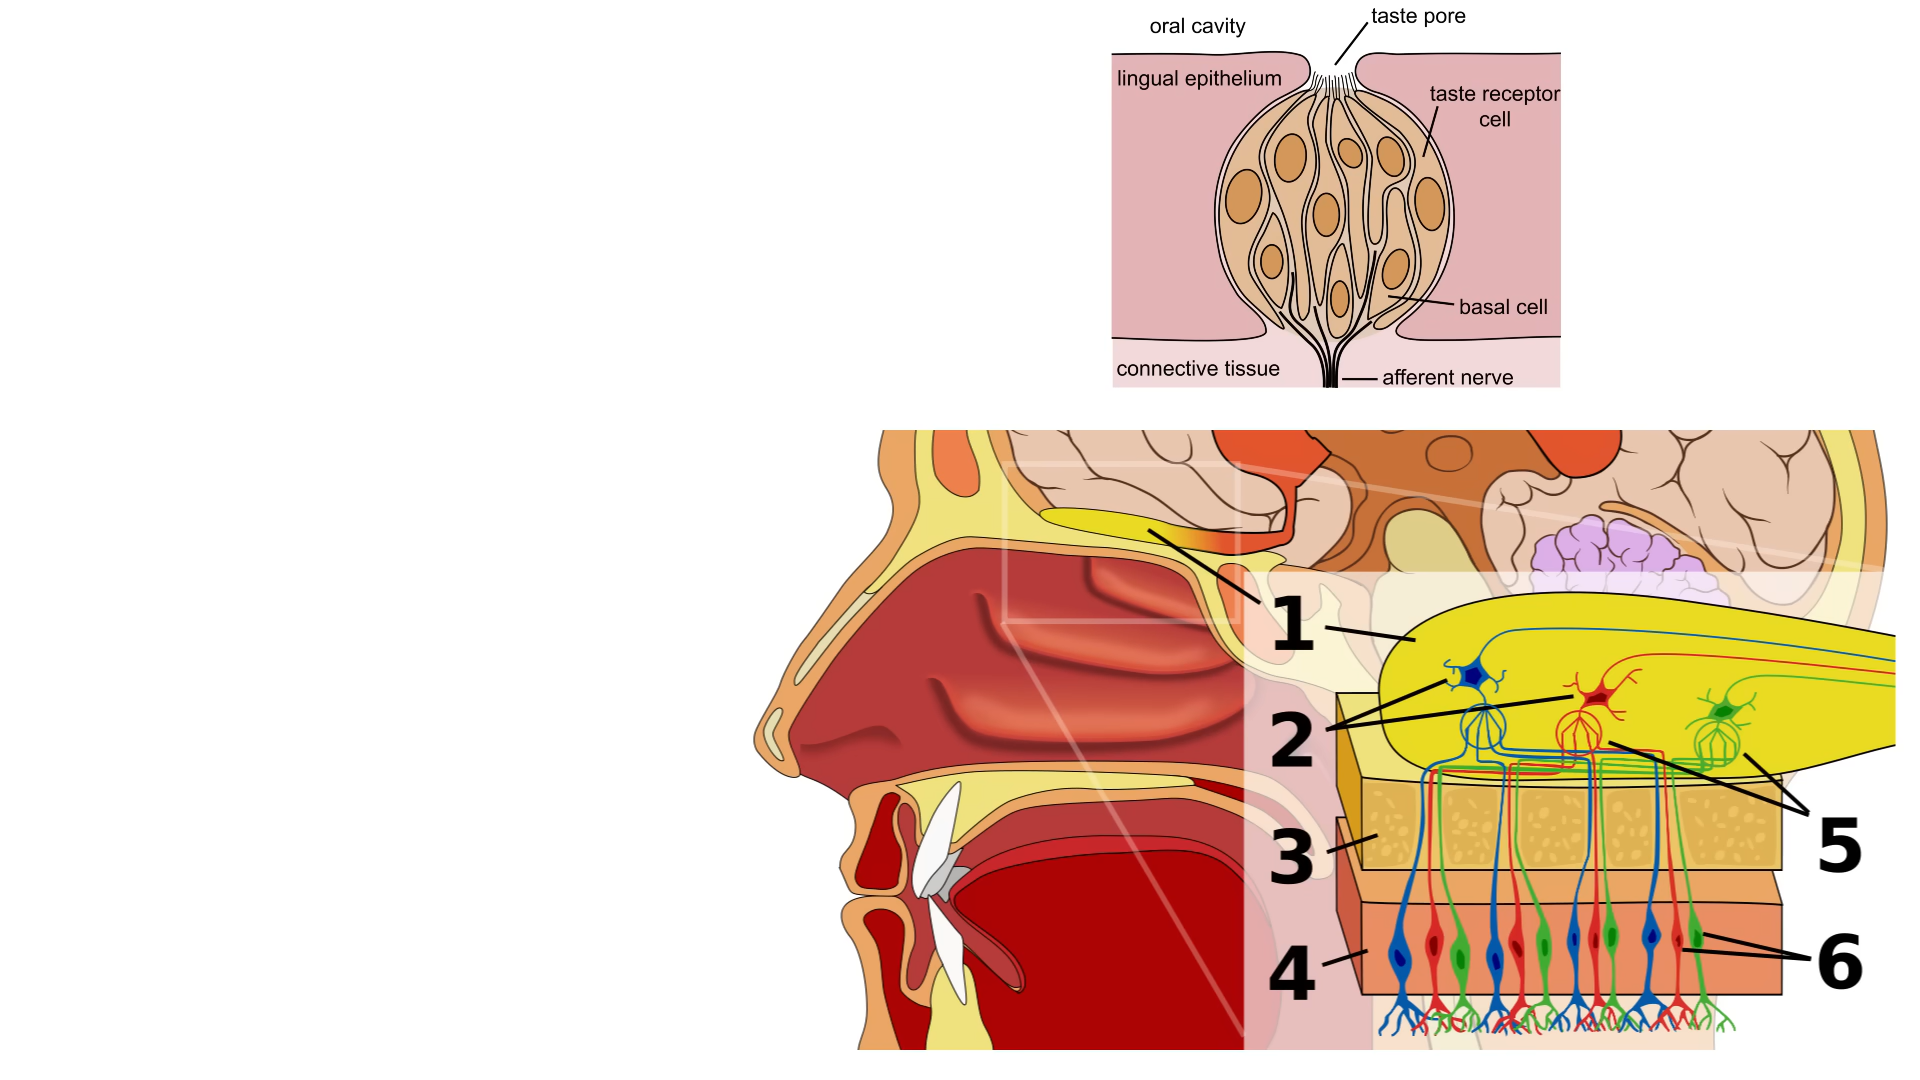 oral cavity
taste pore
lingual epithelium
taste receptor
cell
basal cell
connective tissue
afferent nerve
1
2
3
4
5
6